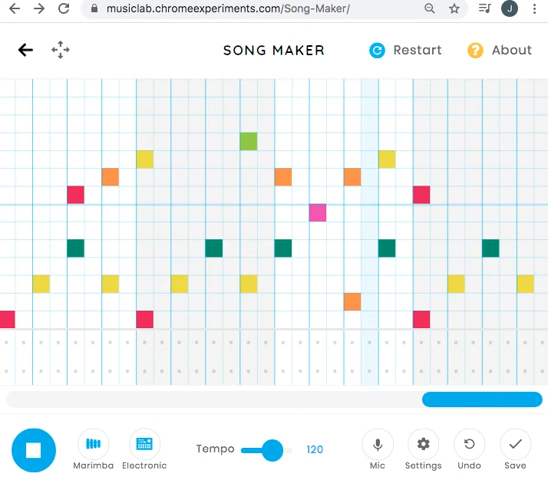 musiclab.chromeexperiments.com/Song-Maker/
J
SONG MAKER
Restart
? About
Tempo
120
Marimba
Electronic
Mic
Settings
Undo
Save